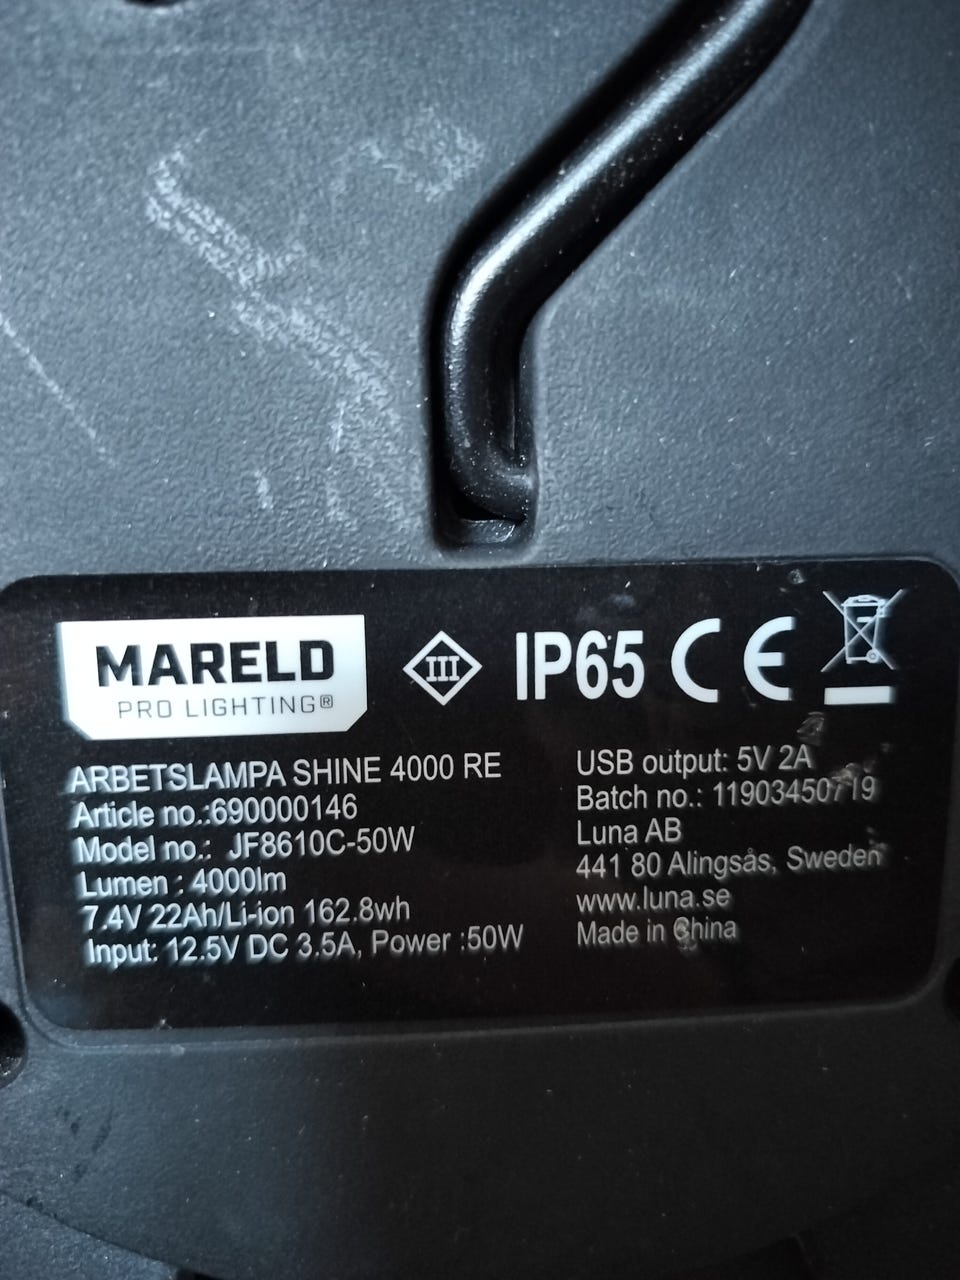 MARELD
PRO LIGHTING®
III
IP65 CE
ARBETSLAMPA SHINE 4000 RE
Article no.:690000146
Model no.: JF8610C-50W
Lumen : 4000lm
7.4V 22Ah/Li-ion 162.8wh
Input: 12.5V DC 3.5A, Power :50W
USB output: 5V 2A
Batch no.: 11903450719
Luna AB
441 80 Alingsås, Sweden
www.luna.se
Made in China